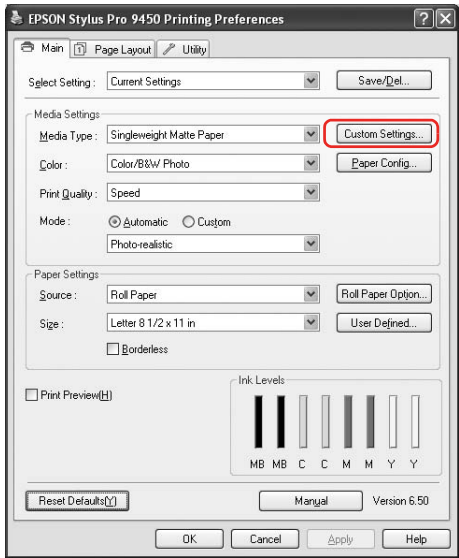 EPSON Stylus Pro 9450 Printing Preferences
Main Page Layout Utility
Select Setting : Current Settings Save/Del...
Media Settings
Media Type : Singleweight Matte Paper Custom Settings...
Color : Color/B&W Photo Paper Config...
Print Quality : Speed
Mode : Automatic Custom
Photo-realistic
Paper Settings
Source : Roll Paper Roll Paper Option...
Size : Letter 8 1/2 x 11 in User Defined...
Borderless
Print Preview(H)
Ink Levels
MB MB C C M M Y Y
Reset Defaults(Y) Manual Version 6.50
OK Cancel Apply Help